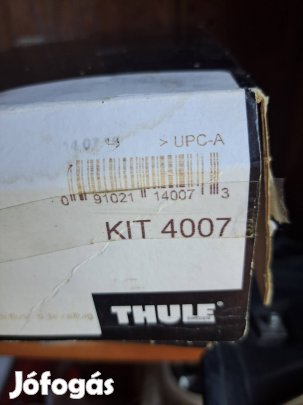 > UPC-A
0 91021 14007 3
KIT 4007
THULE
Jófogás